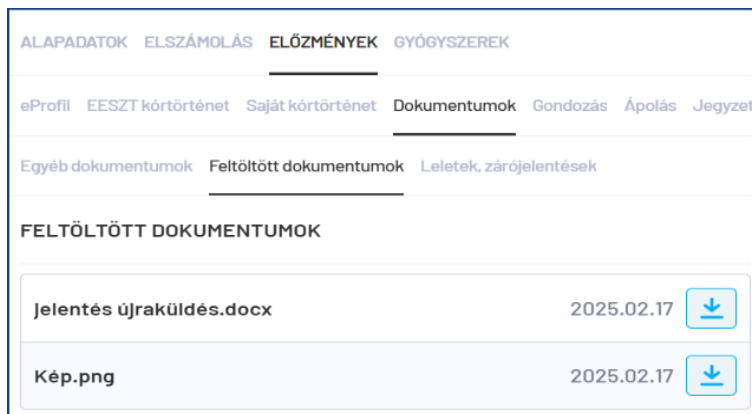 ALAPADATOK ELSZÁMOLÁS ELŐZMÉNYEK GYÓGYSZEREK
eProfil EESZT kórtörténet Saját kórtörténet Dokumentumok Gondozás Ápolás Jegyzet
Egyéb dokumentumok Feltöltött dokumentumok Leletek, zárójelentések
FELTÖLTÖTT DOKUMENTUMOK
Jelentés újraküldés.docx 2025.02.17
Kép.png 2025.02.17